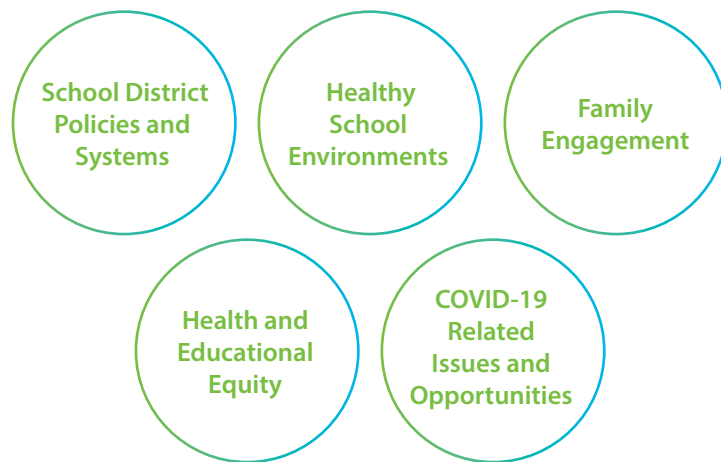 School District
Policies and
Systems
Healthy
School
Environments
Family
Engagement
Health and
Educational
Equity
COVID-19
Related
Issues and
Opportunities